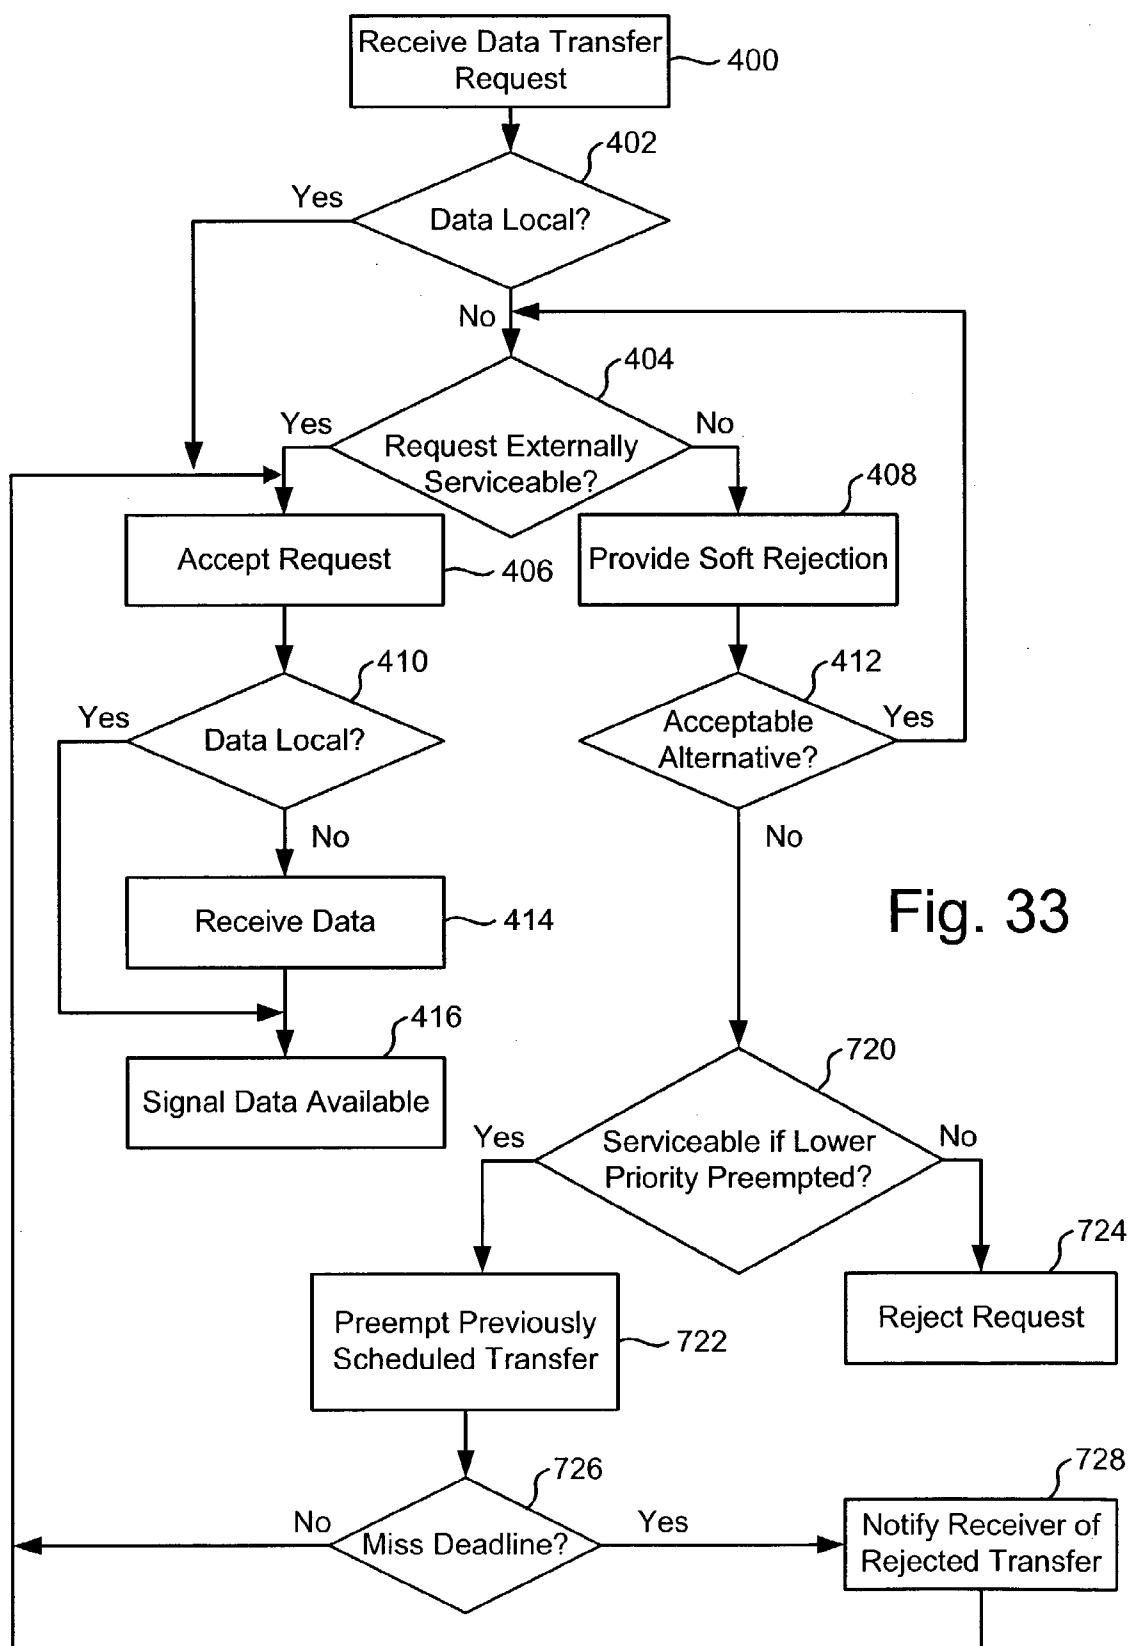 Receive Data Transfer
Request
400
402
Yes
Data Local?
No
404
Yes
No
Request Externally
Serviceable?
408
Accept Request
406
Provide Soft Rejection
410
412
Yes
Data Local?
Acceptable
Alternative?
Yes
No
No
Receive Data
414
Fig. 33
416
Signal Data Available
720
Yes
Serviceable if Lower
Priority Preempted?
No
724
Preempt Previously
Scheduled Transfer
722
Reject Request
726
728
No
Miss Deadline?
Yes
Notify Receiver of
Rejected Transfer